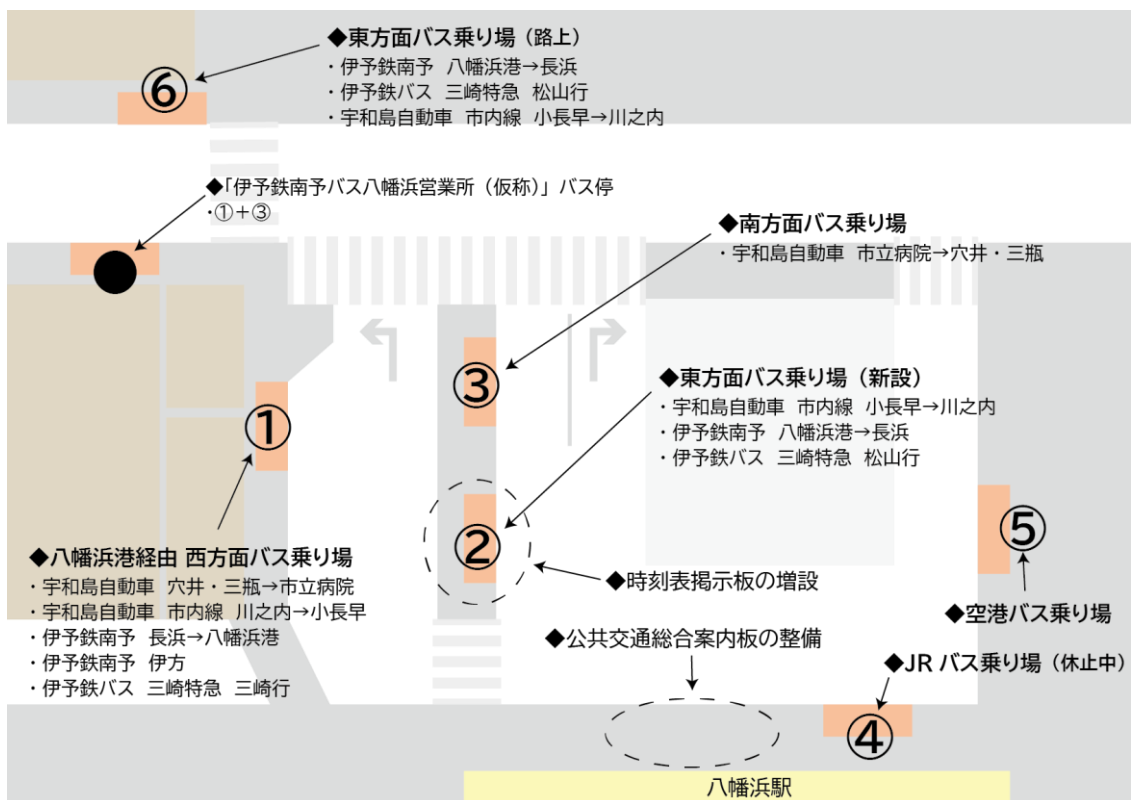 ◆東方面バス乗り場（路上）
・伊予鉄南予 八幡浜港→長浜
・伊予鉄バス 三崎特急 松山行
・宇和島自動車 市内線 小長早→川之内
⑥
◆「伊予鉄南予バス八幡浜営業所（仮称）」バス停
・①＋③
◆南方面バス乗り場
・宇和島自動車 市立病院→穴井・三瓶
③
◆東方面バス乗り場（新設）
・宇和島自動車 市内線 小長早→川之内
・伊予鉄南予 八幡浜港→長浜
・伊予鉄バス 三崎特急 松山行
①
②
⑤
◆八幡浜港経由 西方面バス乗り場
・宇和島自動車 穴井・三瓶→市立病院
・宇和島自動車 市内線 川之内→小長早
・伊予鉄南予 長浜→八幡浜港
・伊予鉄南予 伊方
・伊予鉄バス 三崎特急 三崎行
◆時刻表掲示板の増設
◆空港バス乗り場
◆公共交通総合案内板の整備
◆JRバス乗り場（休止中）
④
八幡浜駅